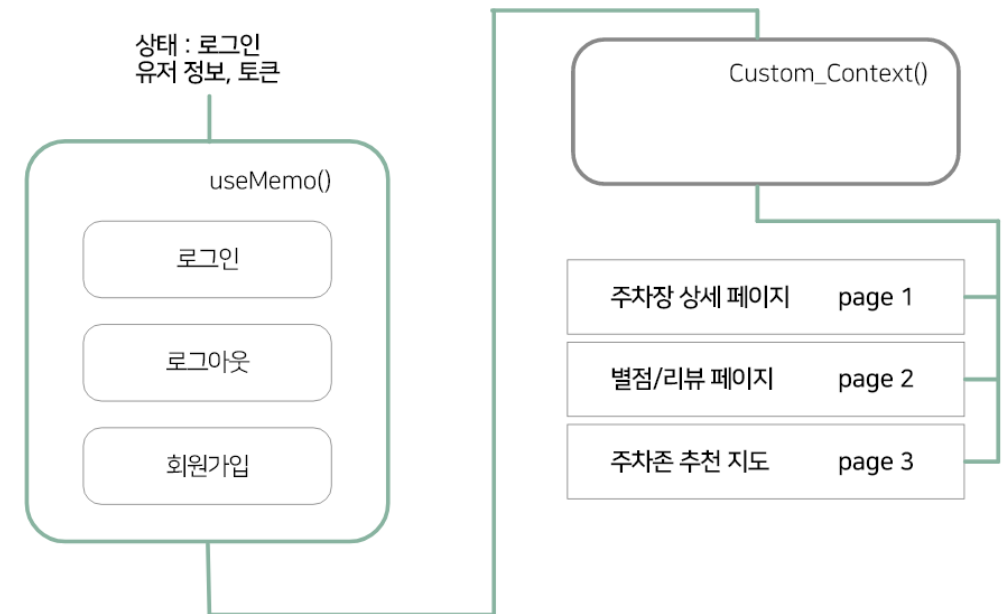 상태 : 로그인
유저 정보, 토큰
useMemo()
로그인
로그아웃
회원가입
Custom_Context()
주차장 상세 페이지 page 1
별점/리뷰 페이지 page 2
주차존 추천 지도 page 3